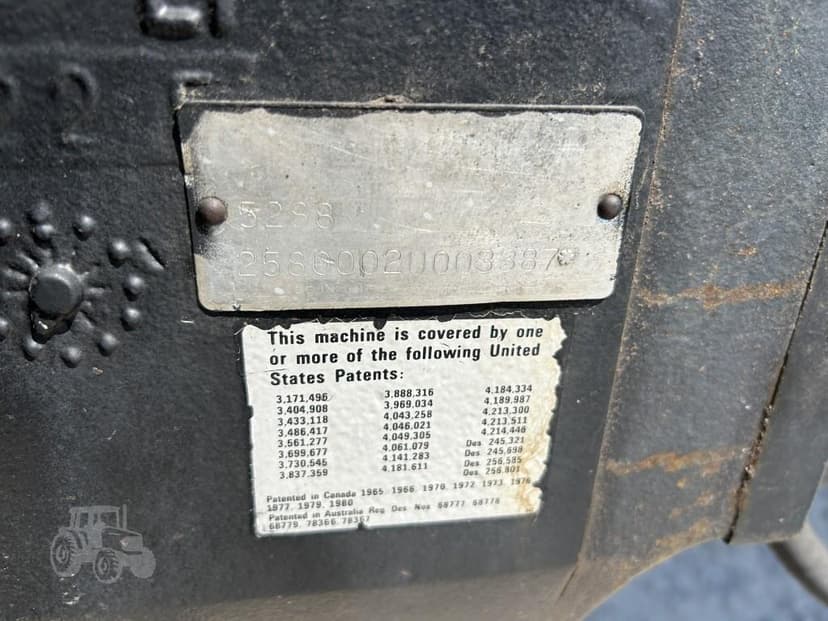 5288
This machine is covered by one
or more of the following United
States Patents:
3,171,496
3,404,908
3,433,118
3,486,417
3,561,277
3,699,677
3,730,545
3,837,359
3,888,316
3,969,034
4,043,258
4,046,021
4,049,305
4,061,079
4,141,283
4,181,611
4,184,334
4,189,987
4,213,300
4,213,511
4,214,446
Des 245,321
Des 245,698
Des 256,585
Des 256,801
Patented in Canada 1965, 1966, 1970, 1972, 1973, 1976
1977, 1979, 1980
Patented in Australia Reg Des Nos 68777, 68778
68779, 78366, 78367